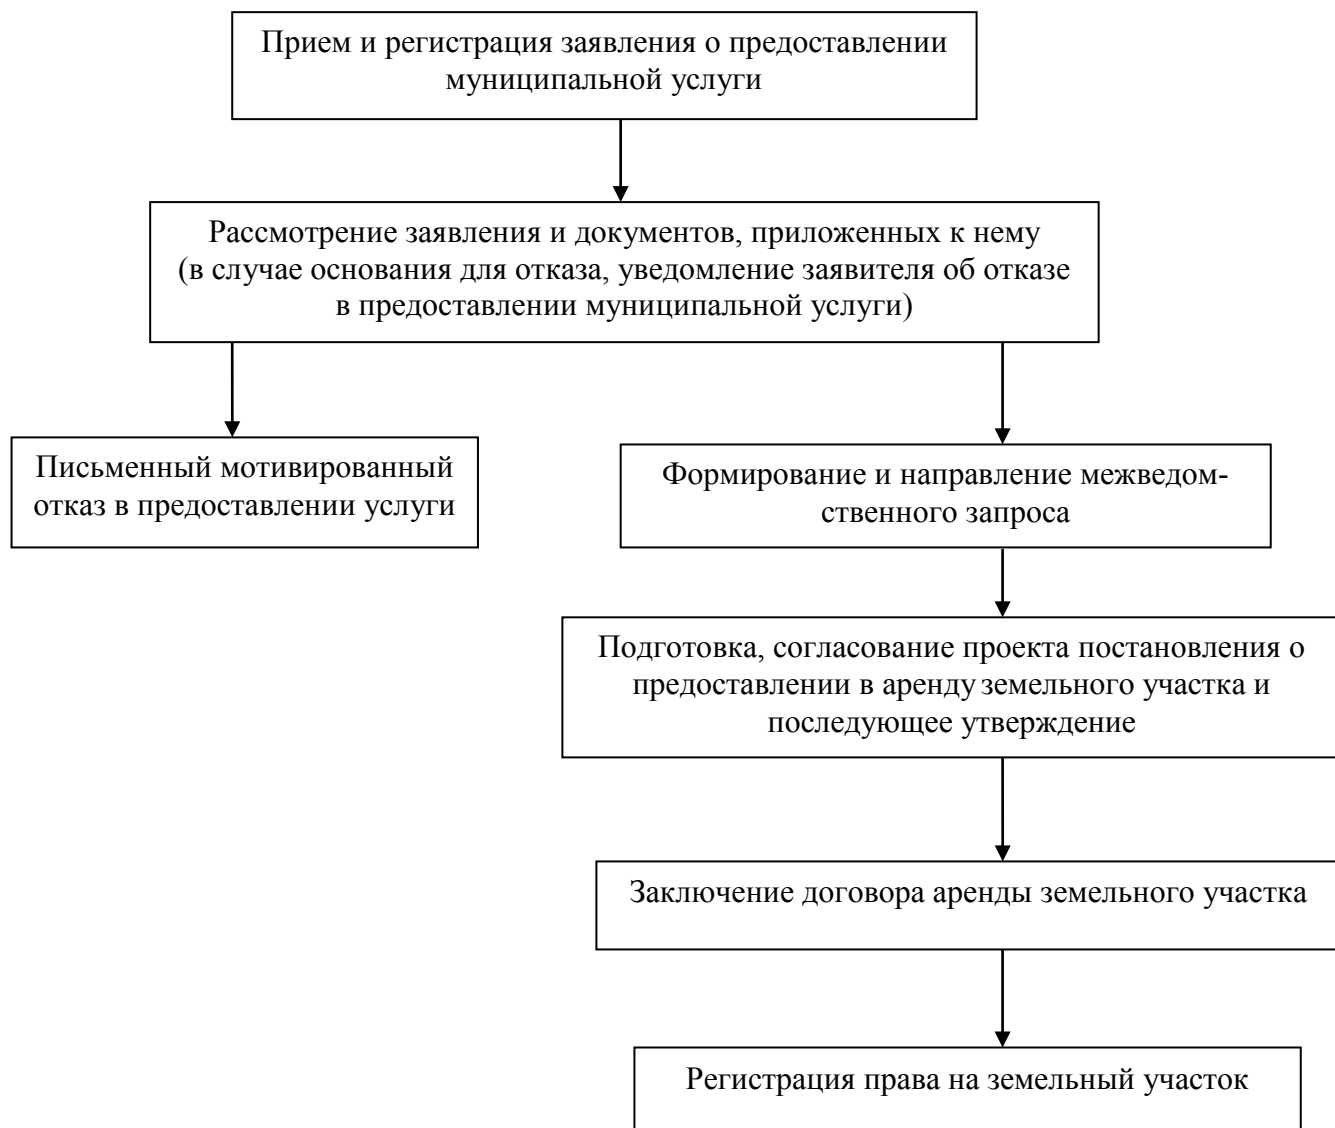 Прием и регистрация заявления о предоставлении
муниципальной услуги
Рассмотрение заявления и документов, приложенных к нему
(в случае основания для отказа, уведомление заявителя об отказе
в предоставлении муниципальной услуги)
Письменный мотивированный
отказ в предоставлении услуги
Формирование и направление межведом-
ственного запроса
Подготовка, согласование проекта постановления о
предоставлении в аренду земельного участка и
последующее утверждение
Заключение договора аренды земельного участка
Регистрация права на земельный участок